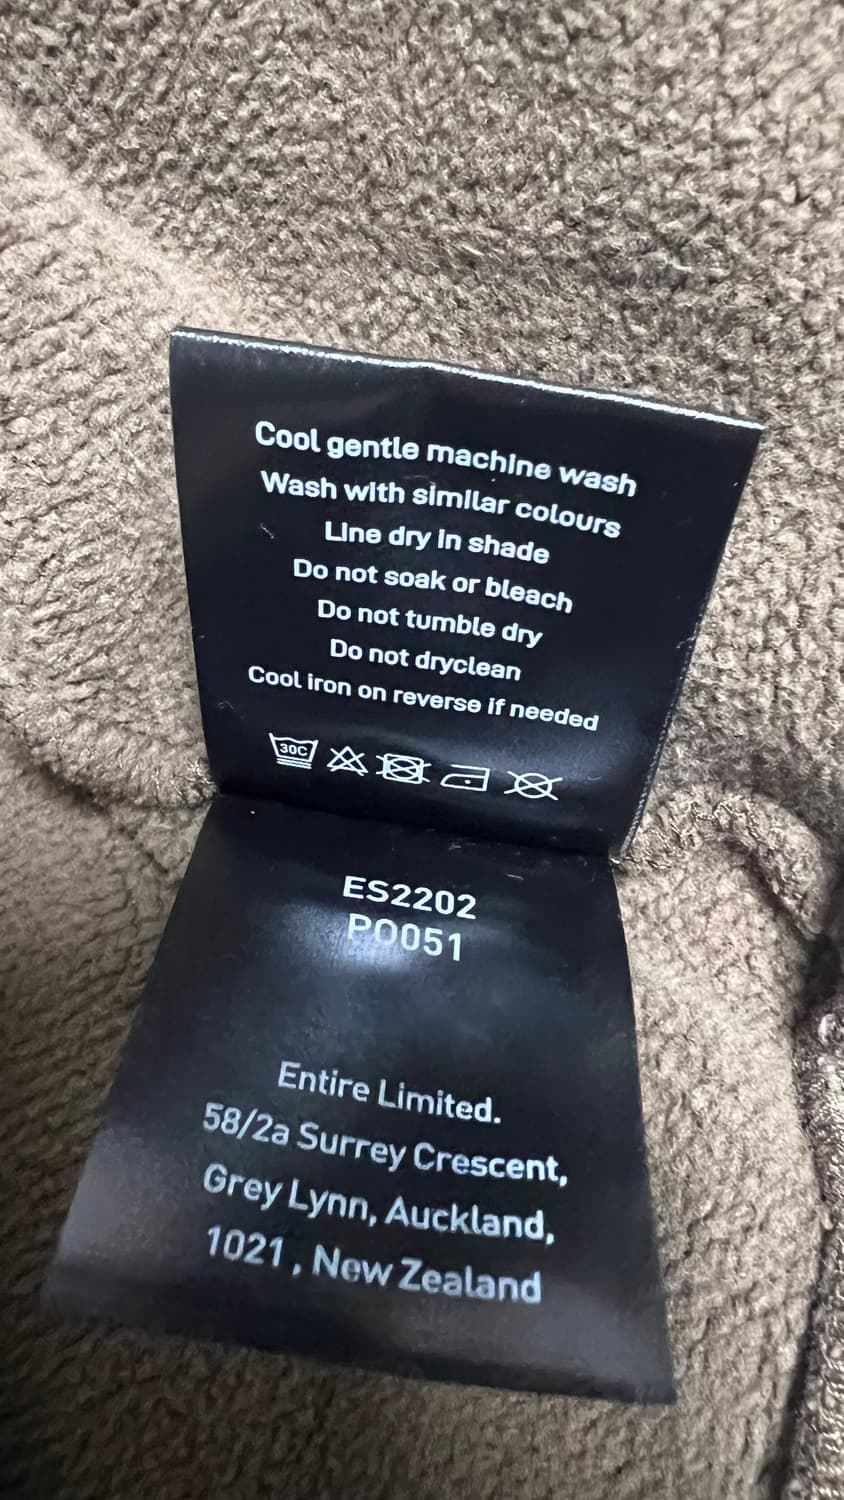 Cool gentle machine wash
Wash with similar colours
Line dry in shade
Do not soak or bleach
Do not tumble dry
Do not dryclean
Cool iron on reverse if needed
30C
ES2202
PO051
Entire Limited.
58/2a Surrey Crescent,
Grey Lynn, Auckland,
1021, New Zealand